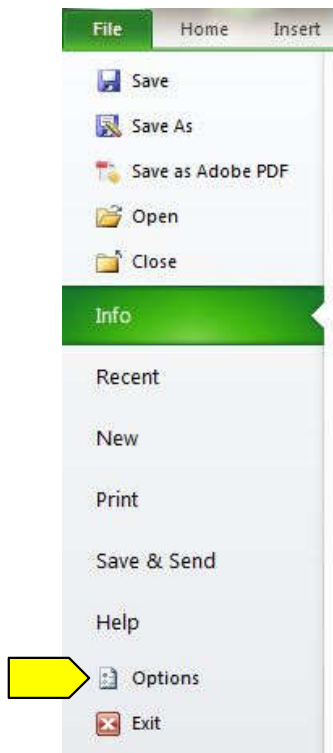 File Home Insert
Save
Save As
Save as Adobe PDF
Open
Close
Info
Recent
New
Print
Save & Send
Help
Options
Exit